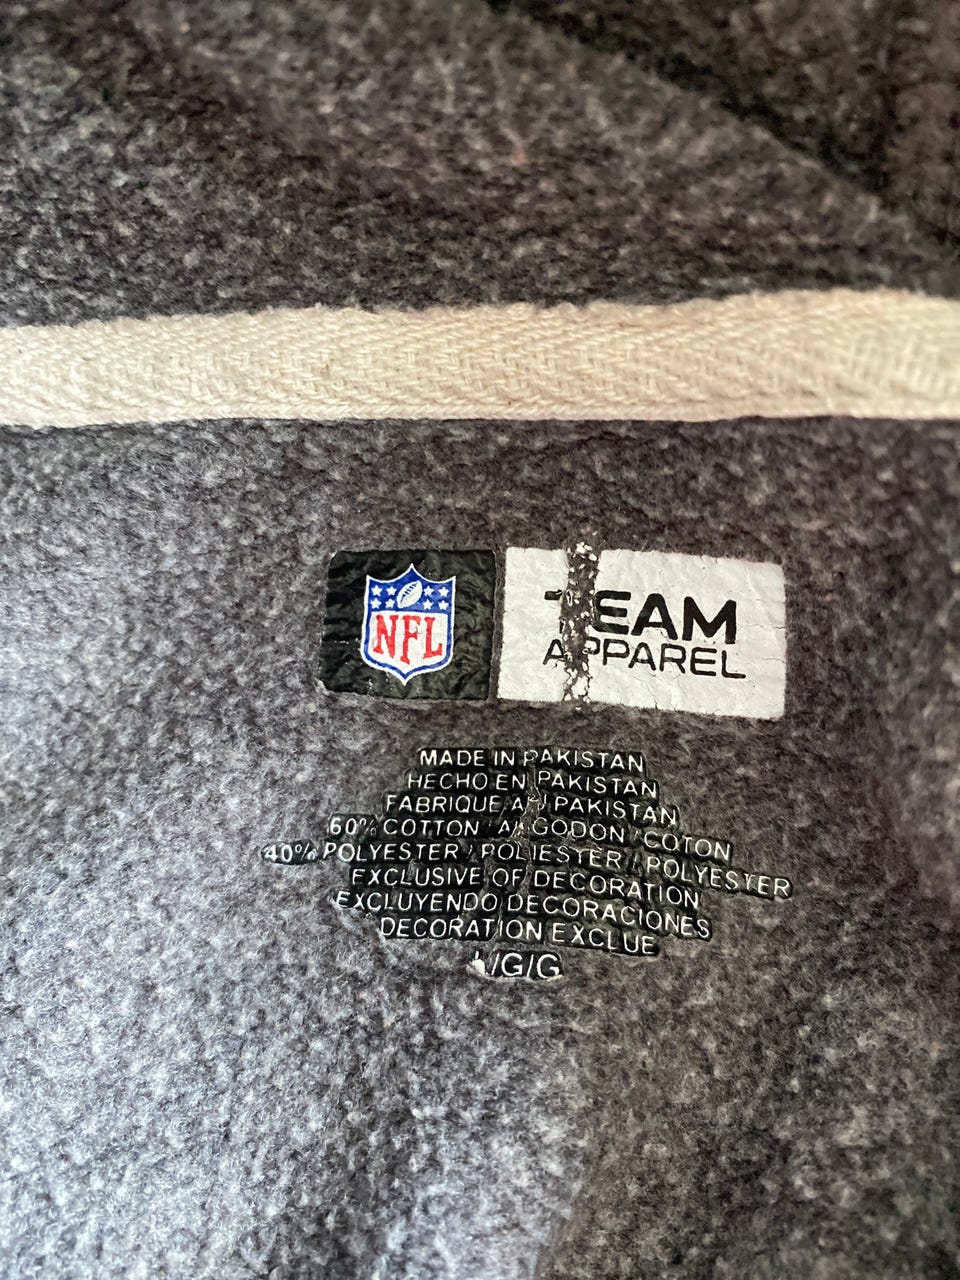 NFL
TEAM
APPAREL
MADE IN PAKISTAN
HECHO EN PAKISTAN
FABRIQUE AU PAKISTAN
60% COTTON / ALGODON / COTON
40% POLYESTER / POLIESTER / POLYESTER
EXCLUSIVE OF DECORATION
EXCLUYENDO DECORACIONES
DECORATION EXCLUE
L/G/G